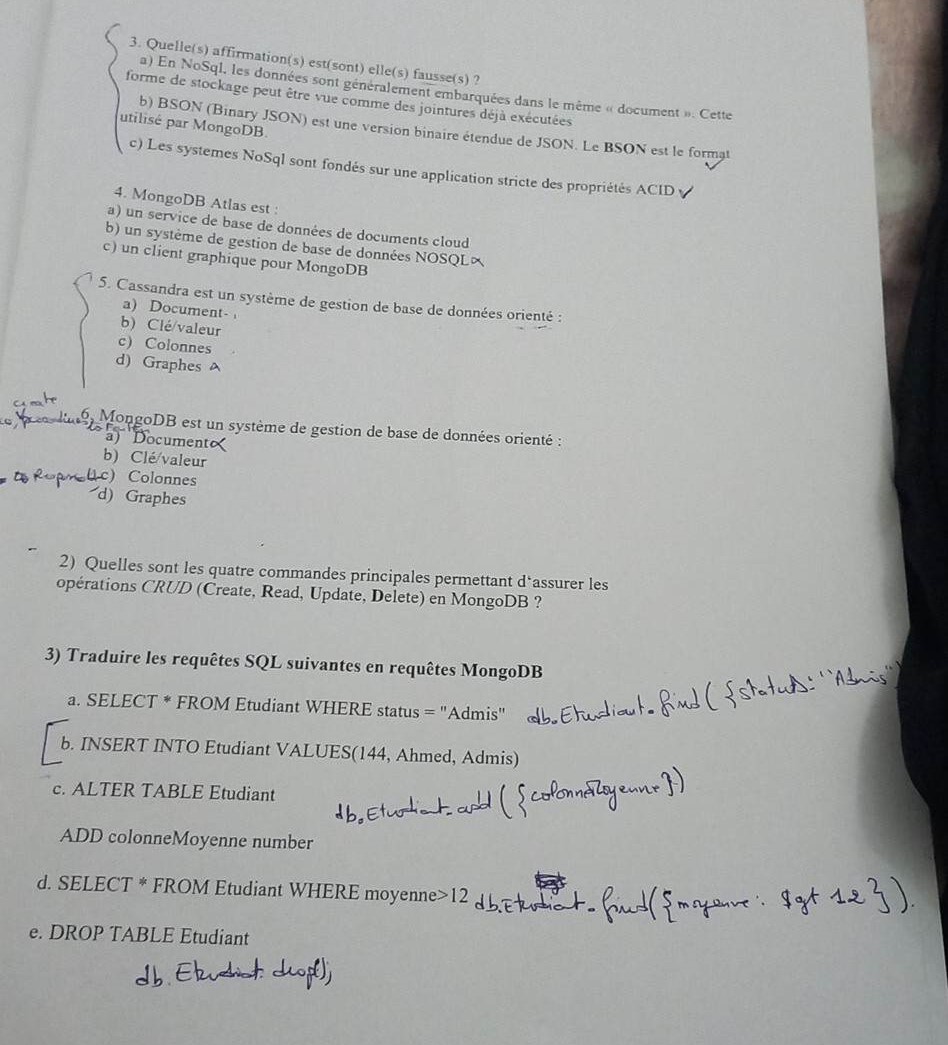 3. Quelle(s) affirmation(s) est(sont) elle(s) fausse(s) ?
a) En NoSql, les données sont généralement embarquées dans le même « document ». Cette
forme de stockage peut être vue comme des jointures déjà exécutées
b) BSON (Binary JSON) est une version binaire étendue de JSON. Le BSON est le format
utilisé par MongoDB.
c) Les systemes NoSql sont fondés sur une application stricte des propriétés ACID
4. MongoDB Atlas est :
a) un service de base de données de documents cloud
b) un système de gestion de base de données NOSQL
c) un client graphique pour MongoDB
5. Cassandra est un système de gestion de base de données orienté :
a) Document
b) Clé/valeur
c) Colonnes
d) Graphes
create
6. MongoDB est un système de gestion de base de données orienté :
a) Document
b) Clé/valeur
c) Colonnes
d) Graphes
2) Quelles sont les quatre commandes principales permettant d'assurer les
opérations CRUD (Create, Read, Update, Delete) en MongoDB ?
3) Traduire les requêtes SQL suivantes en requêtes MongoDB
a. SELECT * FROM Etudiant WHERE status = "Admis" db.Etudiant.find({status:"Admis"}
b. INSERT INTO Etudiant VALUES(144, Ahmed, Admis)
c. ALTER TABLE Etudiant
db.Etudiant.add({colonneMoyenne})
ADD colonneMoyenne number
d. SELECT * FROM Etudiant WHERE moyenne>12 db.Etudiant.find({moyenne: $gt 12}).
e. DROP TABLE Etudiant
db.Etudiant.drop();